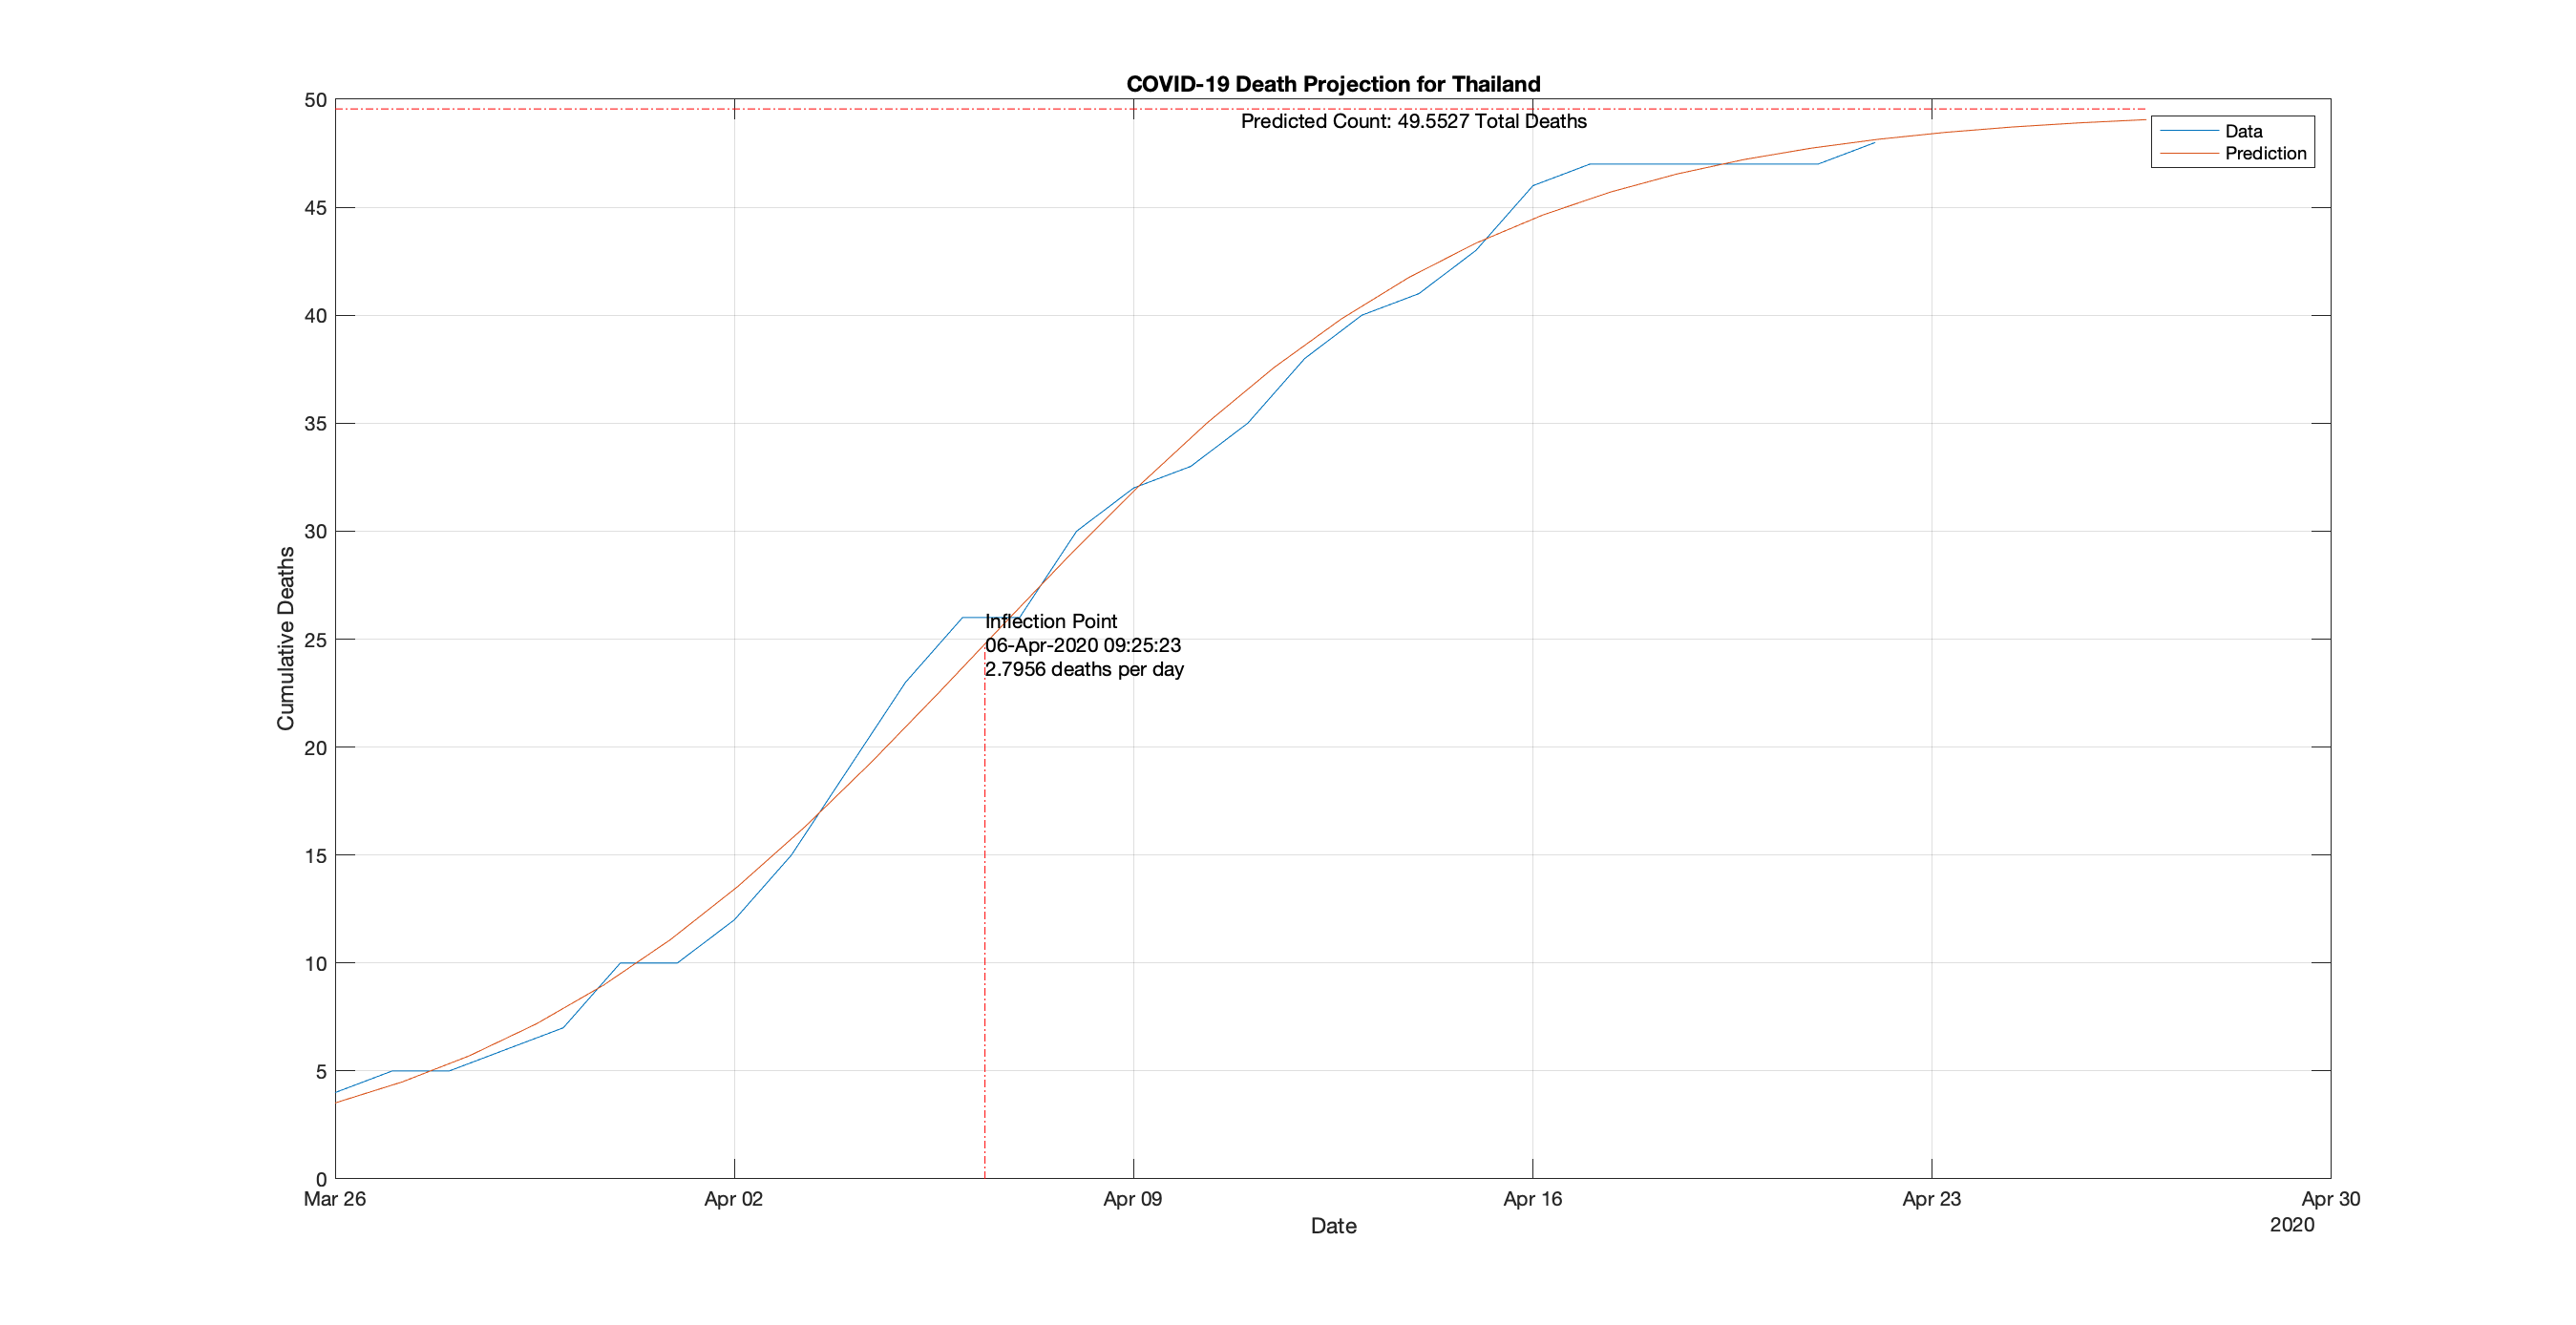 COVID-19 Death Projection for Thailand
50
Predicted Count: 49.5527 Total Deaths
Data
Prediction
45
40
35
30
Inflection Point
25
06-Apr-2020 09:25:23
2.7956 deaths per day
Cumulative Deaths
20
15
10
5
0
Mar 26
Apr 02
Apr 09
Apr 16
Apr 23
Apr 30
Date
2020